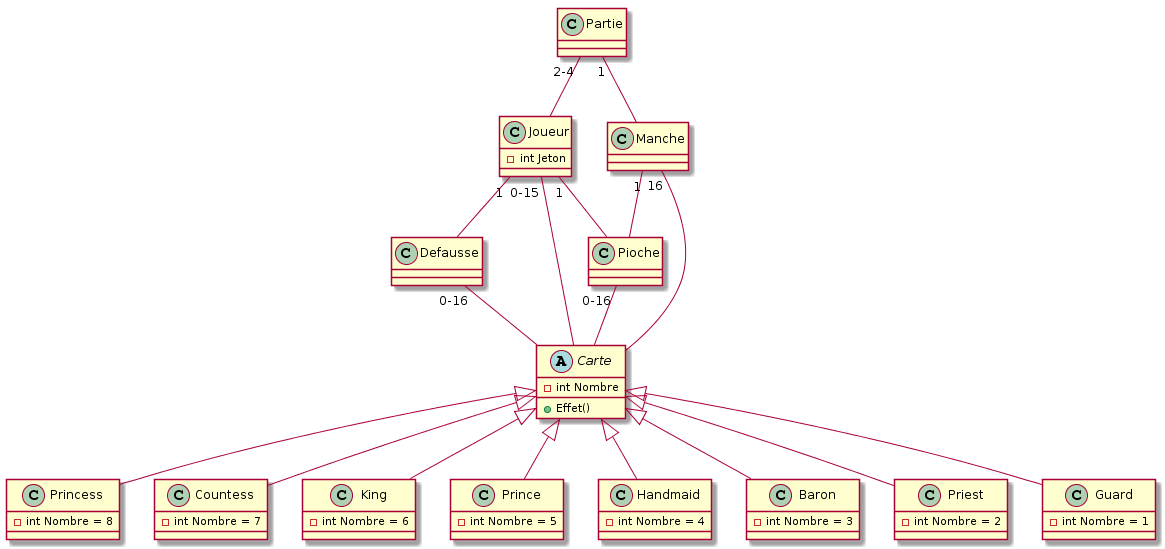 C Partie
2-4 1
C Joueur
int Jeton
C Manche
1 0-15 1
1 16
C Defausse
C Pioche
0-16 0-16
A Carte
int Nombre
Effet()
C Princess
int Nombre = 8
C Countess
int Nombre = 7
C King
int Nombre = 6
C Prince
int Nombre = 5
C Handmaid
int Nombre = 4
C Baron
int Nombre = 3
C Priest
int Nombre = 2
C Guard
int Nombre = 1